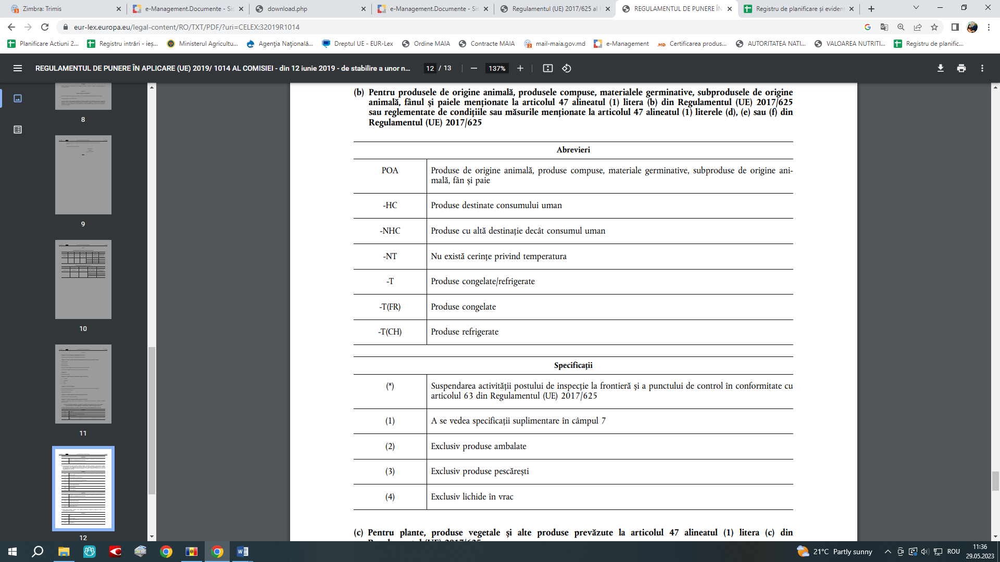 Zimbra: Trimis
e-Management.Documente - Sis
download.php
e-Management.Documente - Sis
Regulamentul (UE) 2017/625 al
REGULAMENTUL DE PUNERE ÎN
Registru de planificare și eviden
eur-lex.europa.eu/legal-content/RO/TXT/PDF/?uri=CELEX:32019R1014
Planificare Actiuni 2...
Registru intrări - ieș...
Ministerul Agricultu...
Agenţia Naţională...
Dreptul UE - EUR-Lex
Ordine MAIA
Contracte MAIA
mail-maia.gov.md
e-Management
Certificarea produs...
AUTORITATEA NATI...
VALOAREA NUTRITI...
Registru de planific...
REGULAMENTUL DE PUNERE ÎN APLICARE (UE) 2019/ 1014 AL COMISIEI - din 12 iunie 2019 - de stabilire a unor n...
12 / 13
137%
8
9
10
11
12
(b) Pentru produsele de origine animală, produsele compuse, materialele germinative, subprodusele de origine
animală, fânul și paiele menționate la articolul 47 alineatul (1) litera (b) din Regulamentul (UE) 2017/625
sau reglementate de condițiile sau măsurile menționate la articolul 47 alineatul (1) literele (d), (e) sau (f) din
Regulamentul (UE) 2017/625
Abrevieri
POA Produse de origine animală, produse compuse, materiale germinative, subproduse de origine ani-
mală, fân și paie
-HC Produse destinate consumului uman
-NHC Produse cu altă destinație decât consumul uman
-NT Nu există cerințe privind temperatura
-T Produse congelate/refrigerate
-T(FR) Produse congelate
-T(CH) Produse refrigerate
Specificații
(*) Suspendarea activității postului de inspecție la frontieră și a punctului de control în conformitate cu
articolul 63 din Regulamentul (UE) 2017/625
(1) A se vedea specificații suplimentare în câmpul 7
(2) Exclusiv produse ambalate
(3) Exclusiv produse pescărești
(4) Exclusiv lichide în vrac
(c) Pentru plante, produse vegetale și alte produse prevăzute la articolul 47 alineatul (1) litera (c) din
Regulamentul (UE) 2017/625
21°C Partly sunny
ROU
11:36
29.05.2023